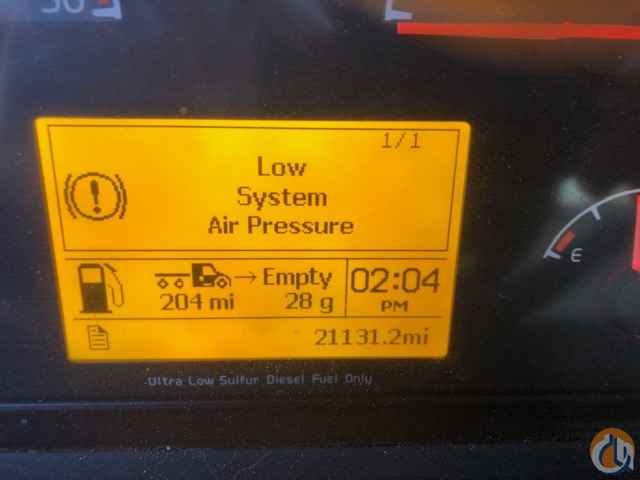 50
1/1
Low
System
Air Pressure
→ Empty
204 mi 28 g
02:04
PM
21131.2mi
E
Ultra Low Sulfur Diesel Fuel Only